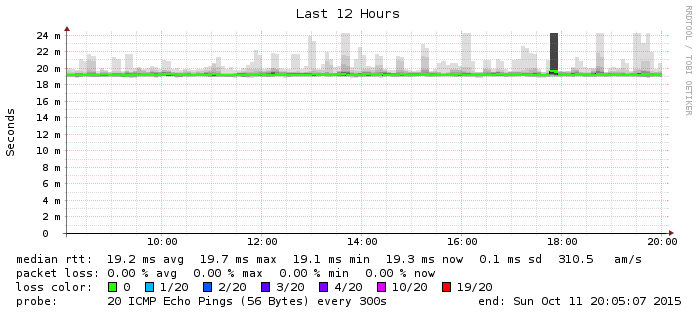 Last 12 Hours
RRDTOOL / TOBI OETIKER
Seconds
24 m
22 m
20 m
18 m
16 m
14 m
12 m
10 m
8 m
6 m
4 m
2 m
0
10:00 12:00 14:00 16:00 18:00 20:00
median rtt: 19.2 ms avg 19.7 ms max 19.1 ms min 19.3 ms now 0.1 ms sd 310.5 am/s
packet loss: 0.00 % avg 0.00 % max 0.00 % min 0.00 % now
loss color: 0 1/20 2/20 3/20 4/20 10/20 19/20
probe: 20 ICMP Echo Pings (56 Bytes) every 300s end: Sun Oct 11 20:05:07 2015